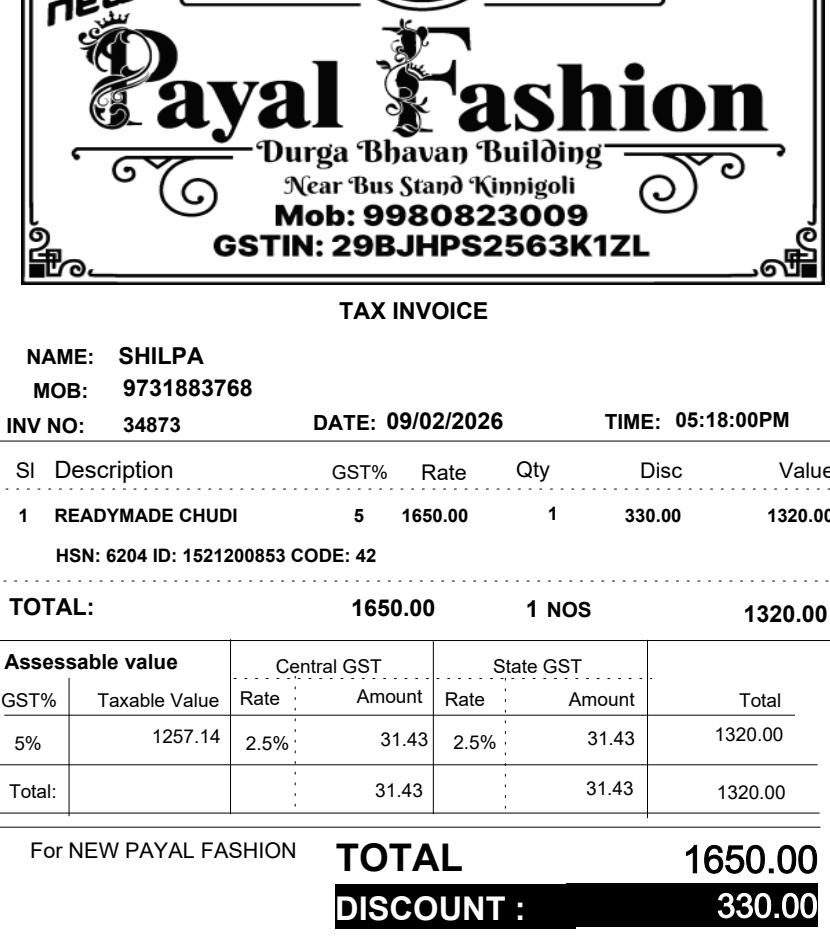 new
Payal Fashion
Durga Bhavan Building
Near Bus Stand Kinnigoli
Mob: 9980823009
GSTIN: 29BJHPS2563K1ZL
TAX INVOICE
NAME: SHILPA
MOB: 9731883768
INV NO: 34873 DATE: 09/02/2026 TIME: 05:18:00PM
Sl Description GST% Rate Qty Disc Value
1 READYMADE CHUDI 5 1650.00 1 330.00 1320.00
HSN: 6204 ID: 1521200853 CODE: 42
TOTAL: 1650.00 1 NOS 1320.00
Assessable value Central GST State GST
GST% Taxable Value Rate Amount Rate Amount Total
5% 1257.14 2.5% 31.43 2.5% 31.43 1320.00
Total: 31.43 31.43 1320.00
For NEW PAYAL FASHION TOTAL 1650.00
DISCOUNT : 330.00